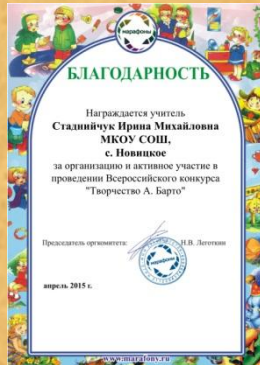 марафоны
БЛАГОДАРНОСТЬ
Награждается учитель
Стаднийчук Ирина Михайловна
МКОУ СОШ,
с. Новицкое
за организацию и активное участие в
проведении Всероссийского конкурса
"Творчество А. Барто"
Председатель оргкомитета:
Н.В. Леготкин
марафоны
апрель 2015 г.
www.marafony.ru